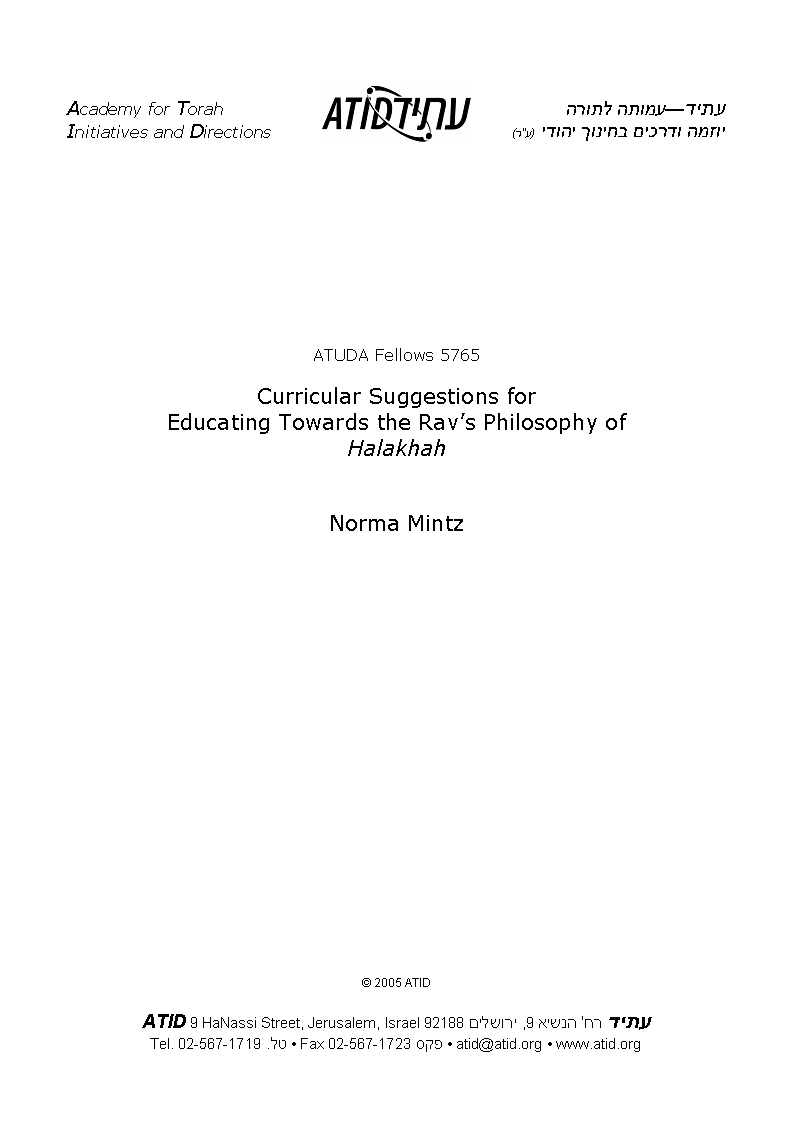 Academy for Torah
Initiatives and Directions
ATID עתיד
עתיד—עמותה לתורה
יוזמה ודרכים בחינוך יהודי (ע"ר)
ATUDA Fellows 5765
Curricular Suggestions for
Educating Towards the Rav’s Philosophy of
Halakhah
Norma Mintz
© 2005 ATID
ATID 9 HaNassi Street, Jerusalem, Israel 92188 עתיד רח' הנשיא 9, ירושלים
Tel. 02-567-1719 .טל • Fax 02-567-1723 פקס • atid@atid.org • www.atid.org